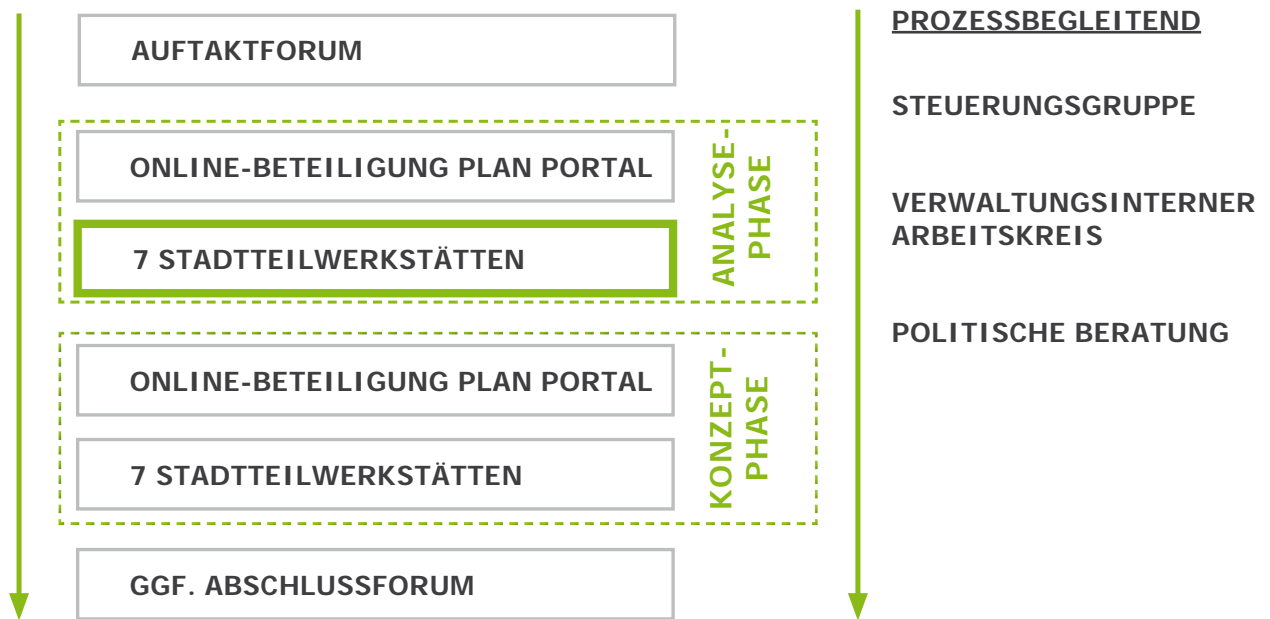 AUFTAKTFORUM
ONLINE-BETEILIGUNG PLAN PORTAL
7 STADTTEILWERKSTÄTTEN
ANALYSE-
PHASE
ONLINE-BETEILIGUNG PLAN PORTAL
7 STADTTEILWERKSTÄTTEN
KONZEPT-
PHASE
GGF. ABSCHLUSSFORUM
PROZESSBEGLEITEND
STEUERUNGSGRUPPE
VERWALTUNGSINTERNER
ARBEITSKREIS
POLITISCHE BERATUNG